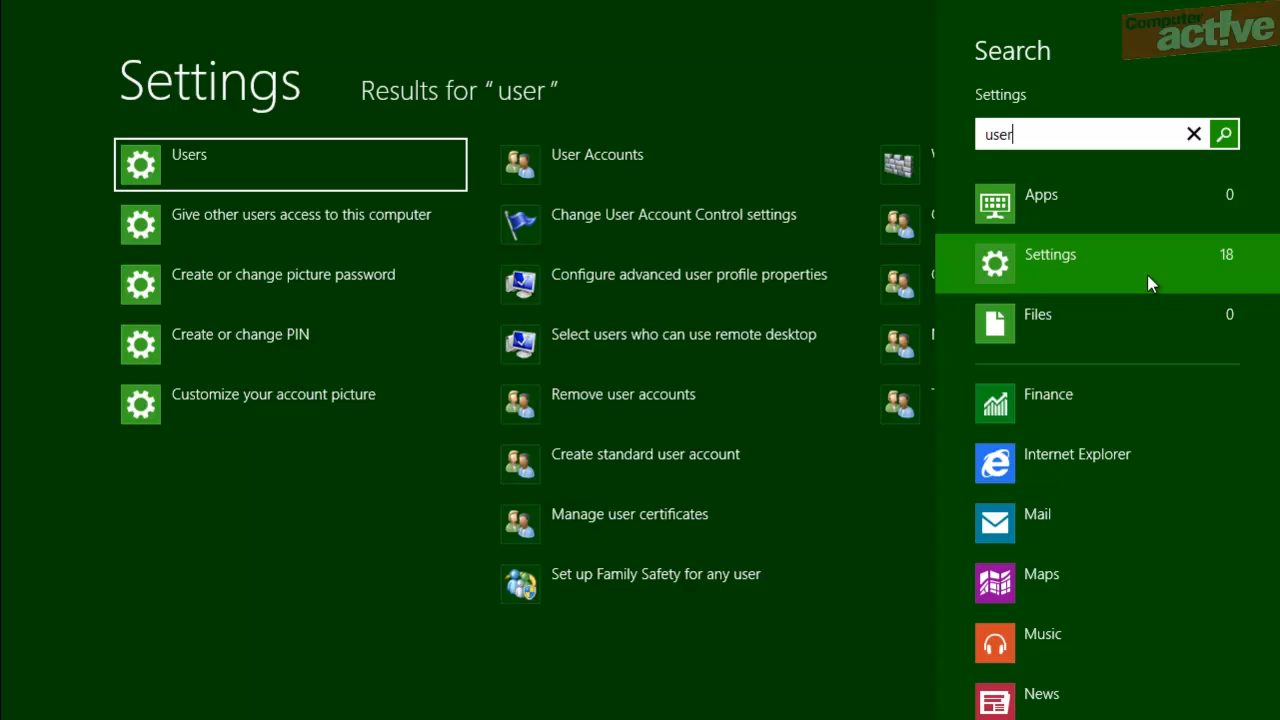 Settings
Results for “user”
Users
Give other users access to this computer
Create or change picture password
Create or change PIN
Customize your account picture
User Accounts
Change User Account Control settings
Configure advanced user profile properties
Select users who can use remote desktop
Remove user accounts
Create standard user account
Manage user certificates
Set up Family Safety for any user
Computer
act!ve
Search
Settings
user
Apps 0
Settings 18
Files 0
Finance
Internet Explorer
Mail
Maps
Music
News